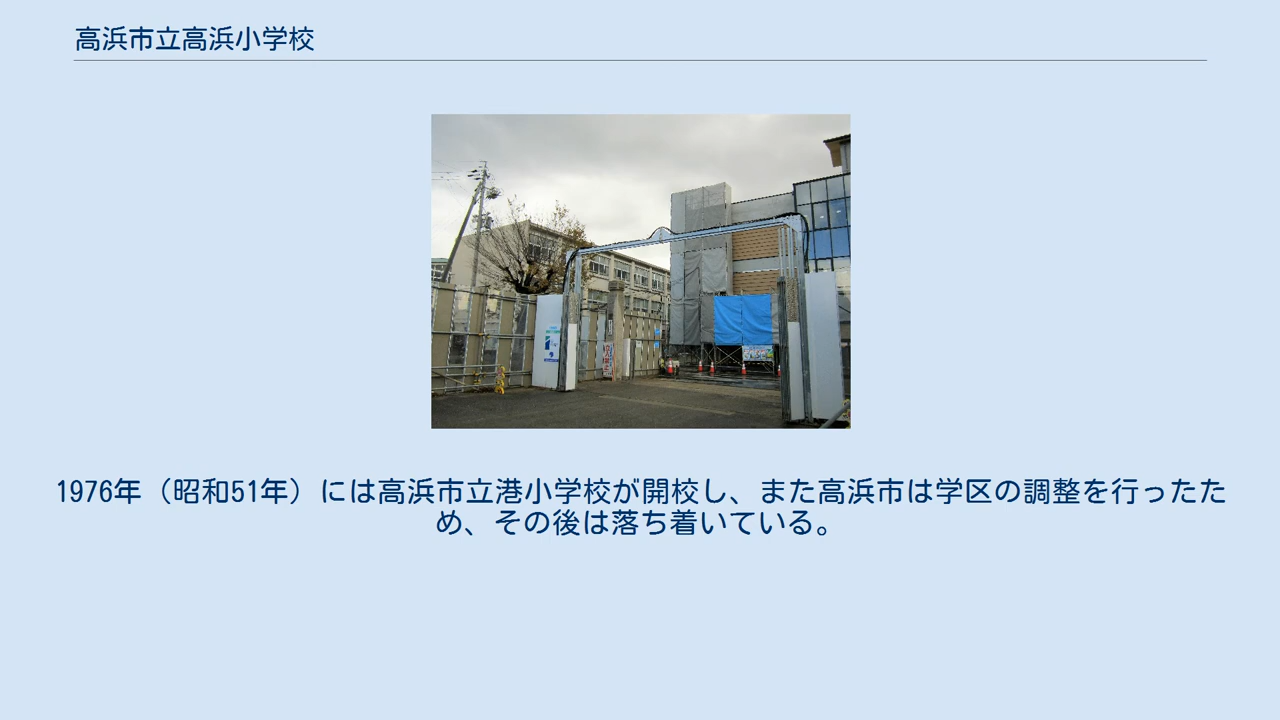 高浜市立高浜小学校
1976年（昭和51年）には高浜市立港小学校が開校し、また高浜市は学区の調整を行ったた
め、その後は落ち着いている。